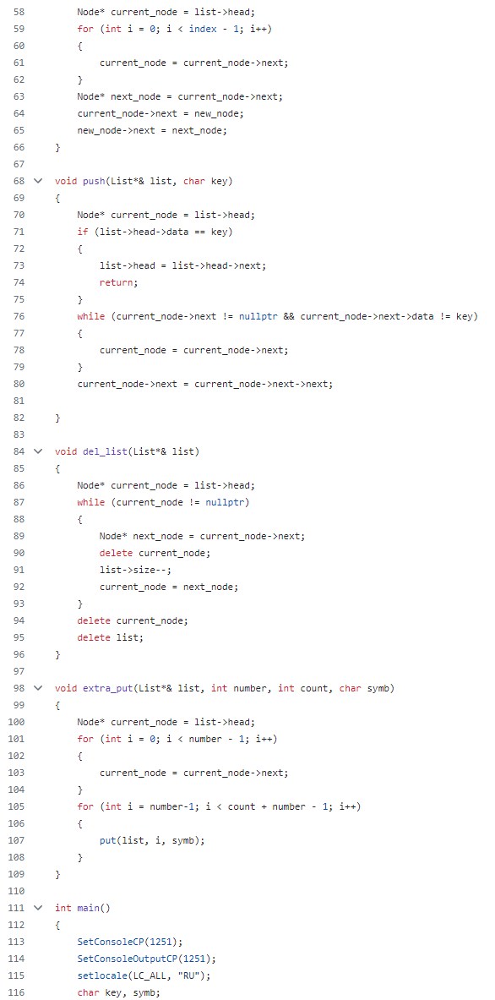 58 Node* current_node = list->head;
59 for (int i = 0; i < index - 1; i++)
60 {
61 current_node = current_node->next;
62 }
63 Node* next_node = current_node->next;
64 current_node->next = new_node;
65 new_node->next = next_node;
66 }
67
68 void push(List*& list, char key)
69 {
70 Node* current_node = list->head;
71 if (list->head->data == key)
72 {
73 list->head = list->head->next;
74 return;
75 }
76 while (current_node->next != nullptr && current_node->next->data != key)
77 {
78 current_node = current_node->next;
79 }
80 current_node->next = current_node->next->next;
81
82 }
83
84 void del_list(List*& list)
85 {
86 Node* current_node = list->head;
87 while (current_node != nullptr)
88 {
89 Node* next_node = current_node->next;
90 delete current_node;
91 list->size--;
92 current_node = next_node;
93 }
94 delete current_node;
95 delete list;
96 }
97
98 void extra_put(List*& list, int number, int count, char symb)
99 {
100 Node* current_node = list->head;
101 for (int i = 0; i < number - 1; i++)
102 {
103 current_node = current_node->next;
104 }
105 for (int i = number-1; i < count + number - 1; i++)
106 {
107 put(list, i, symb);
108 }
109 }
110
111 int main()
112 {
113 SetConsoleCP(1251);
114 SetConsoleOutputCP(1251);
115 setlocale(LC_ALL, "RU");
116 char key, symb;